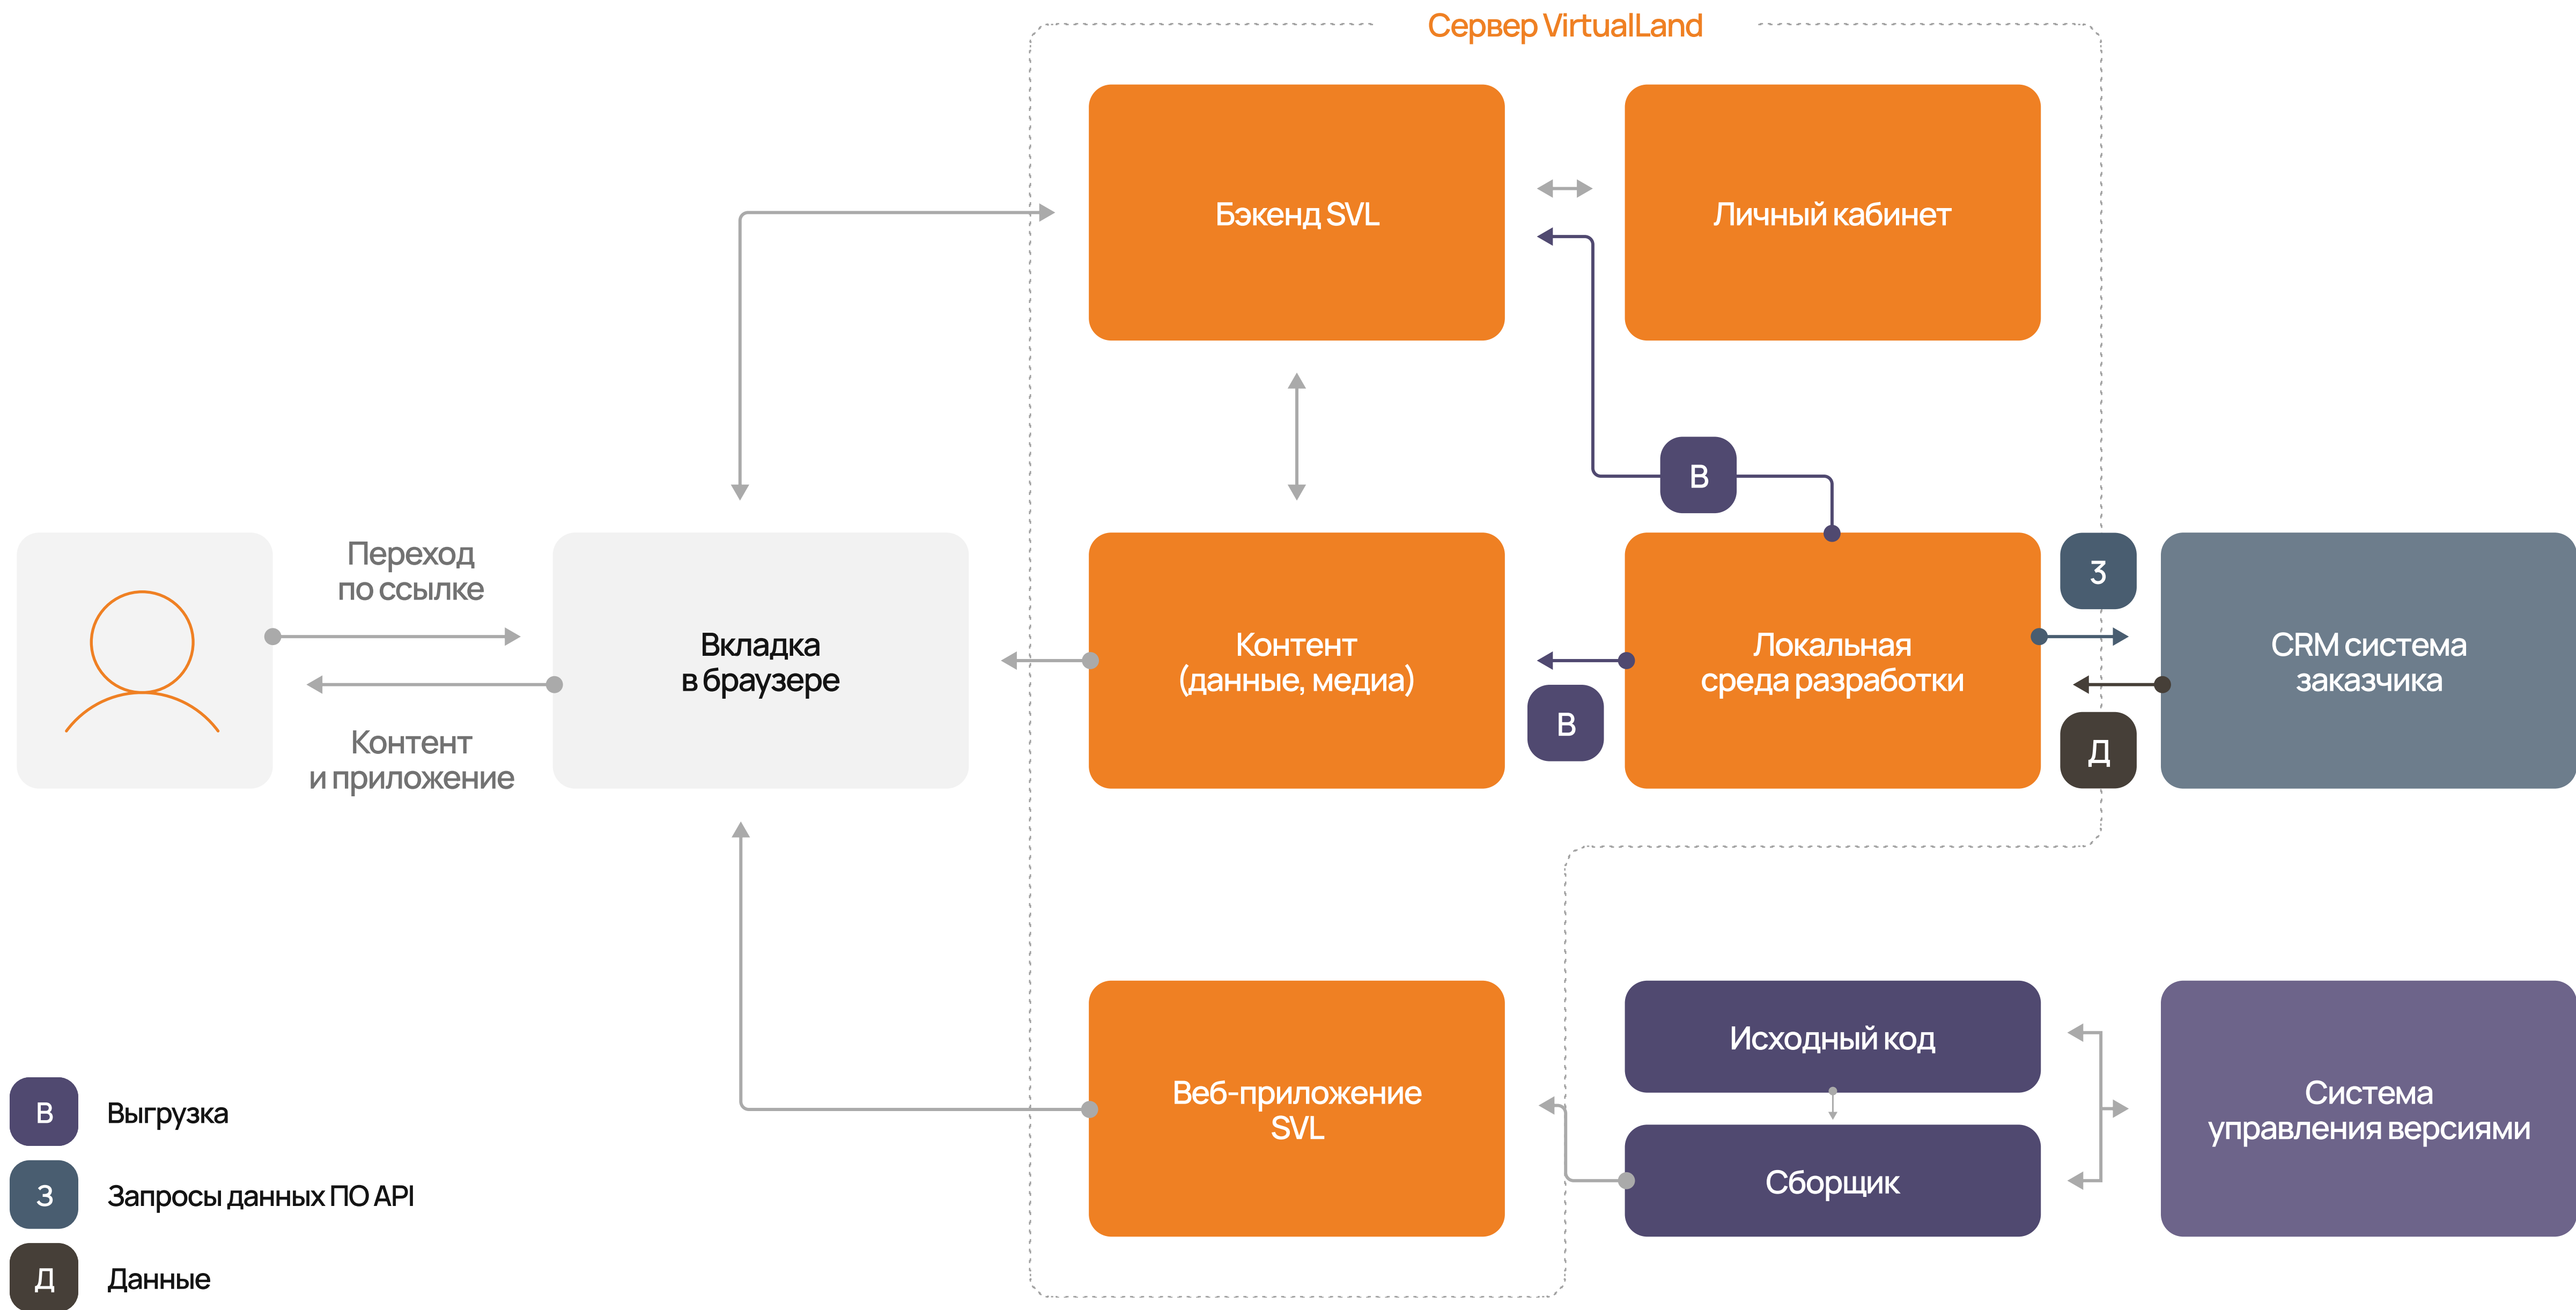 Сервер VirtualLand
Бэкенд SVL
Личный кабинет
В
Переход
по ссылке
Контент
и приложение
Вкладка
в браузере
Контент
(данные, медиа)
В
Локальная
среда разработки
З
Д
CRM система
заказчика
Веб-приложение
SVL
Исходный код
Сборщик
Система
управления версиями
В
Выгрузка
З
Запросы данных ПО API
Д
Данные